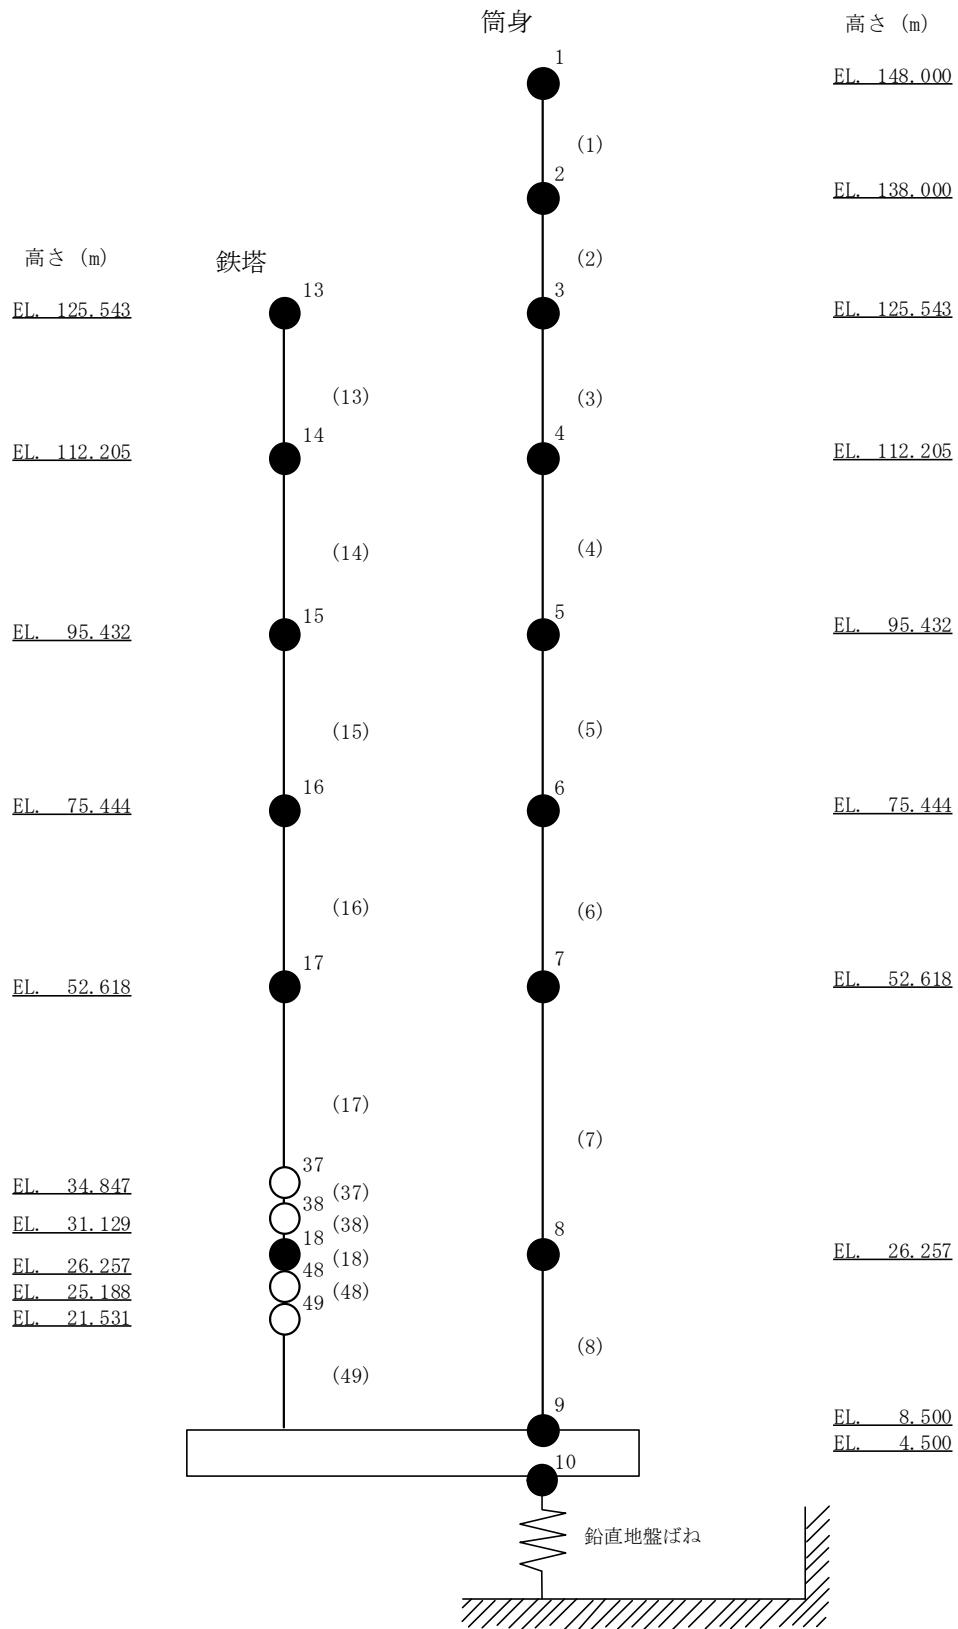 筒身
高さ (m)
1
EL. 148.000
(1)
2
EL. 138.000
(2)
高さ (m)
鉄塔
EL. 125.543
13
3
EL. 125.543
(13)
(3)
EL. 112.205
14
4
EL. 112.205
(14)
(4)
EL. 95.432
15
5
EL. 95.432
(15)
(5)
EL. 75.444
16
6
EL. 75.444
(16)
(6)
EL. 52.618
17
7
EL. 52.618
(17)
(7)
EL. 34.847
37
(37)
EL. 31.129
38
(38)
EL. 26.257
18
(18)
8
EL. 26.257
EL. 25.188
48
(48)
EL. 21.531
49
(49)
(8)
9
EL. 8.500
EL. 4.500
10
鉛直地盤ばね